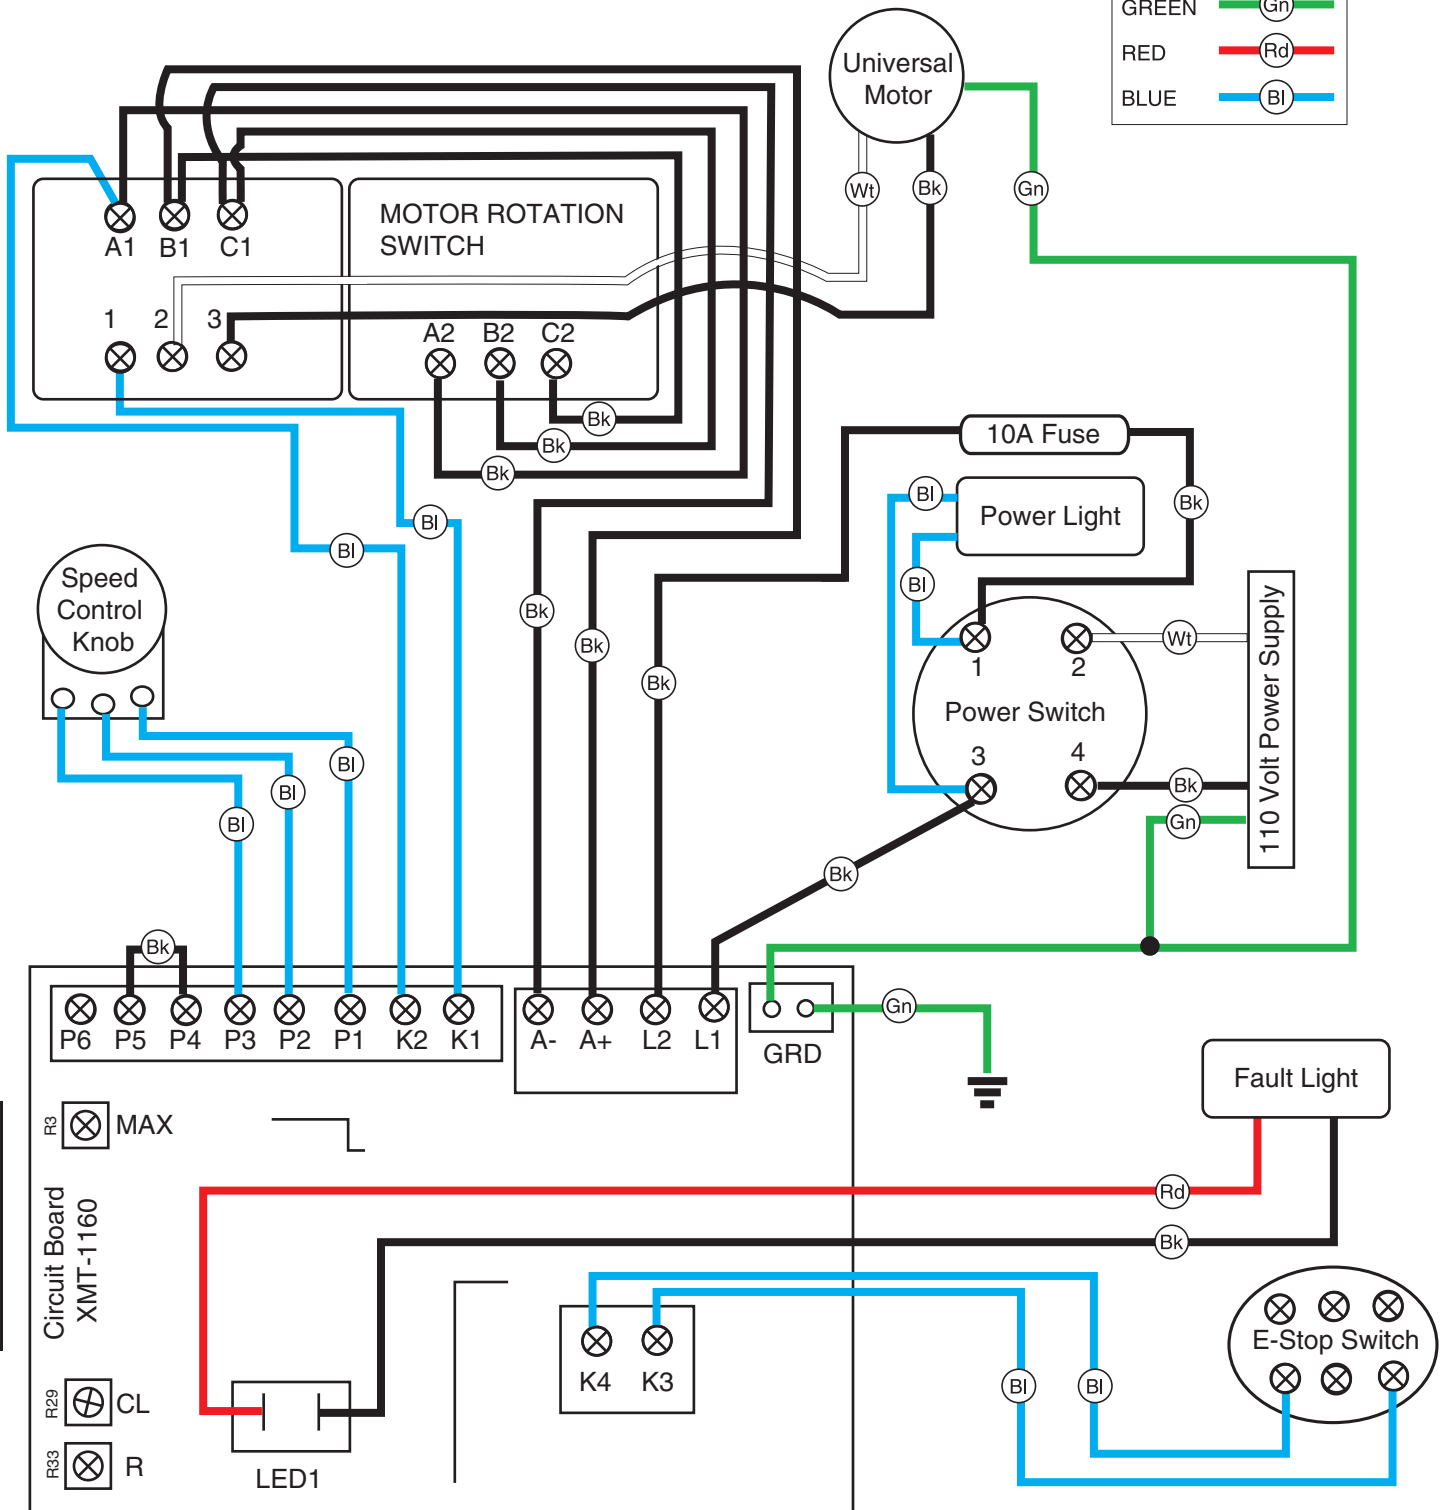 GREEN Gn
RED Rd
BLUE Bl
Universal
Motor
Wt
Bk
Gn
MOTOR ROTATION
SWITCH
A1 B1 C1
1 2 3
A2 B2 C2
Bk
Bk
Bk
10A Fuse
Bk
Bl
Power Light
Bl
Bl
Bl
Speed
Control
Knob
Bk
Bk
Bk
1 2
Wt
Power Switch
3 4
Bk
Gn
110 Volt Power Supply
Bl
Bl
Bl
Bk
Bk
P6 P5 P4 P3 P2 P1 K2 K1
A- A+ L2 L1
GRD
Gn
Fault Light
R3 MAX
Rd
Bk
Circuit Board
XMT-1160
E-Stop Switch
K4 K3
Bl
Bl
R29 CL
R33 R
LED1